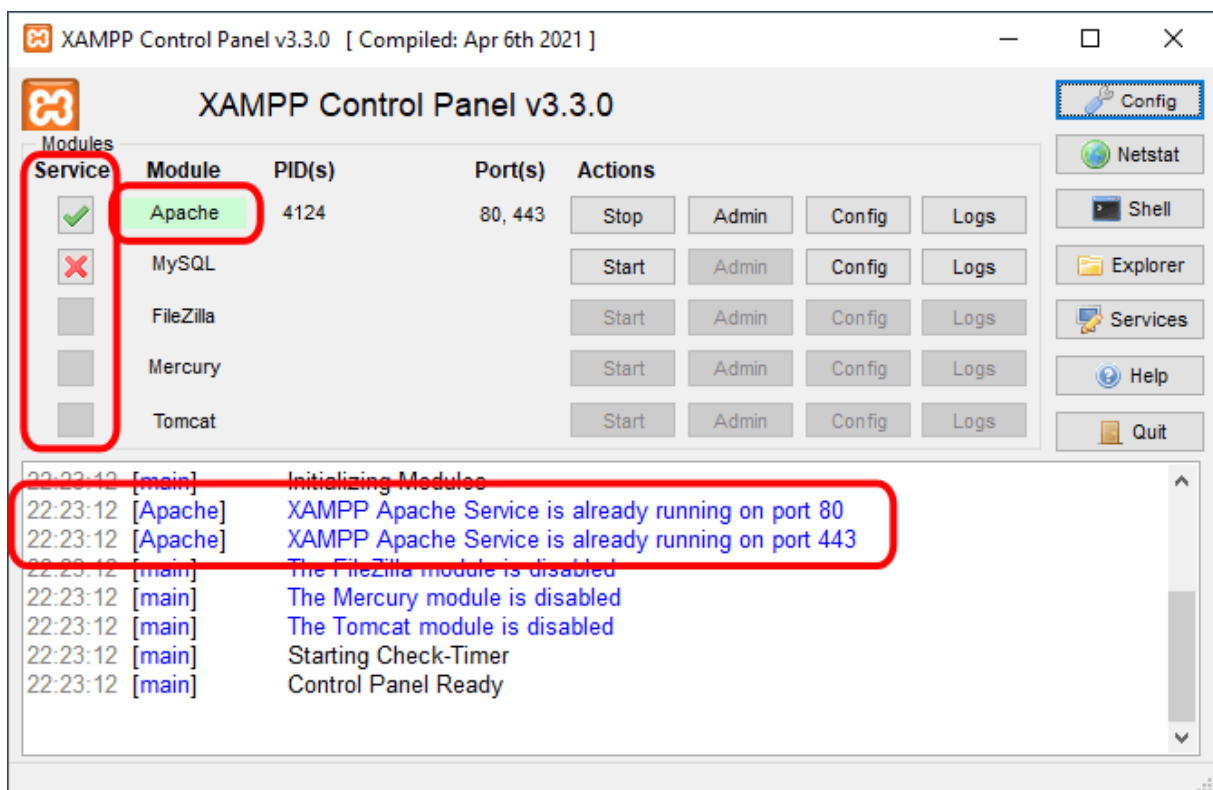 XAMPP Control Panel v3.3.0 [ Compiled: Apr 6th 2021 ]
XAMPP Control Panel v3.3.0
Config
Modules
Netstat
Service Module PID(s) Port(s) Actions
Apache 4124 80, 443 Stop Admin Config Logs
Shell
MySQL Start Admin Config Logs
Explorer
FileZilla Start Admin Config Logs
Services
Mercury Start Admin Config Logs
Help
Tomcat Start Admin Config Logs
Quit
22:23:12 [main] Initializing Modules
22:23:12 [Apache] XAMPP Apache Service is already running on port 80
22:23:12 [Apache] XAMPP Apache Service is already running on port 443
22:23:12 [main] The FileZilla module is disabled
22:23:12 [main] The Mercury module is disabled
22:23:12 [main] The Tomcat module is disabled
22:23:12 [main] Starting Check-Timer
22:23:12 [main] Control Panel Ready